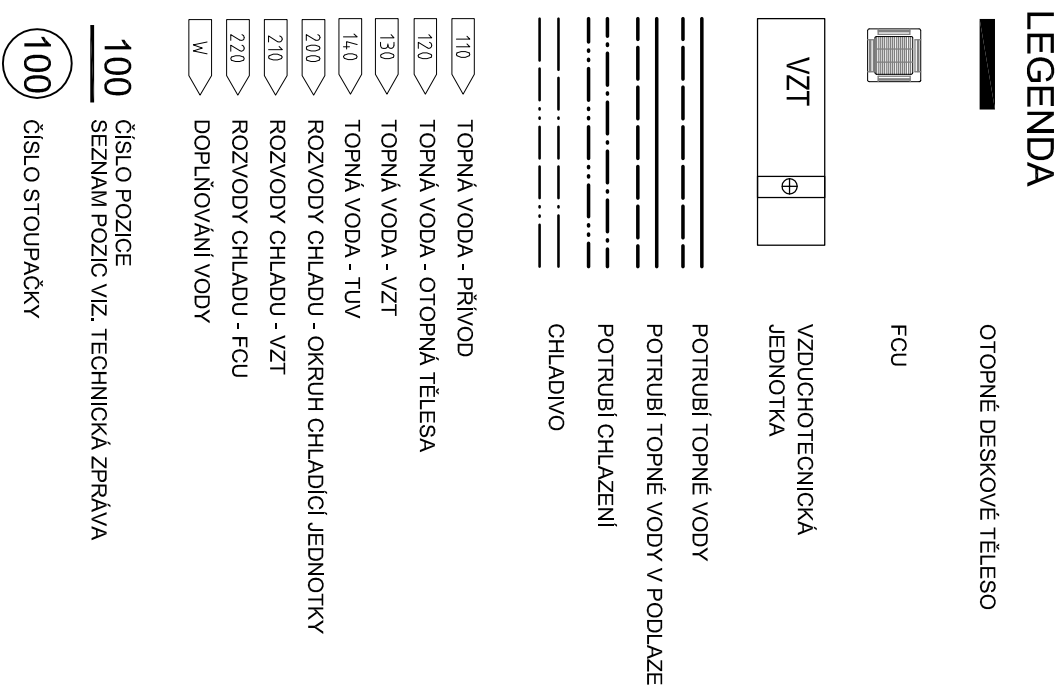 LEGENDA
OTOPNÉ DESKOVÉ TĚLESO
FCU
VZT
VZDUCHOTECNICKÁ
JEDNOTKA
POTRUBÍ TOPNÉ VODY
POTRUBÍ TOPNÉ VODY V PODLAZE
POTRUBÍ CHLAZENÍ
CHLADIVO
110 TOPNÁ VODA - PŘÍVOD
120 TOPNÁ VODA - OTOPNÁ TĚLESA
130 TOPNÁ VODA - VZT
140 TOPNÁ VODA - TUV
200 ROZVODY CHLADU - OKRUH CHLADÍCÍ JEDNOTKY
210 ROZVODY CHLADU - VZT
220 ROZVODY CHLADU - FCU
W DOPLŇOVÁNÍ VODY
100 ČÍSLO POZICE
SEZNAM POZIC VIZ. TECHNICKÁ ZPRÁVA
100 ČÍSLO STOUPAČKY